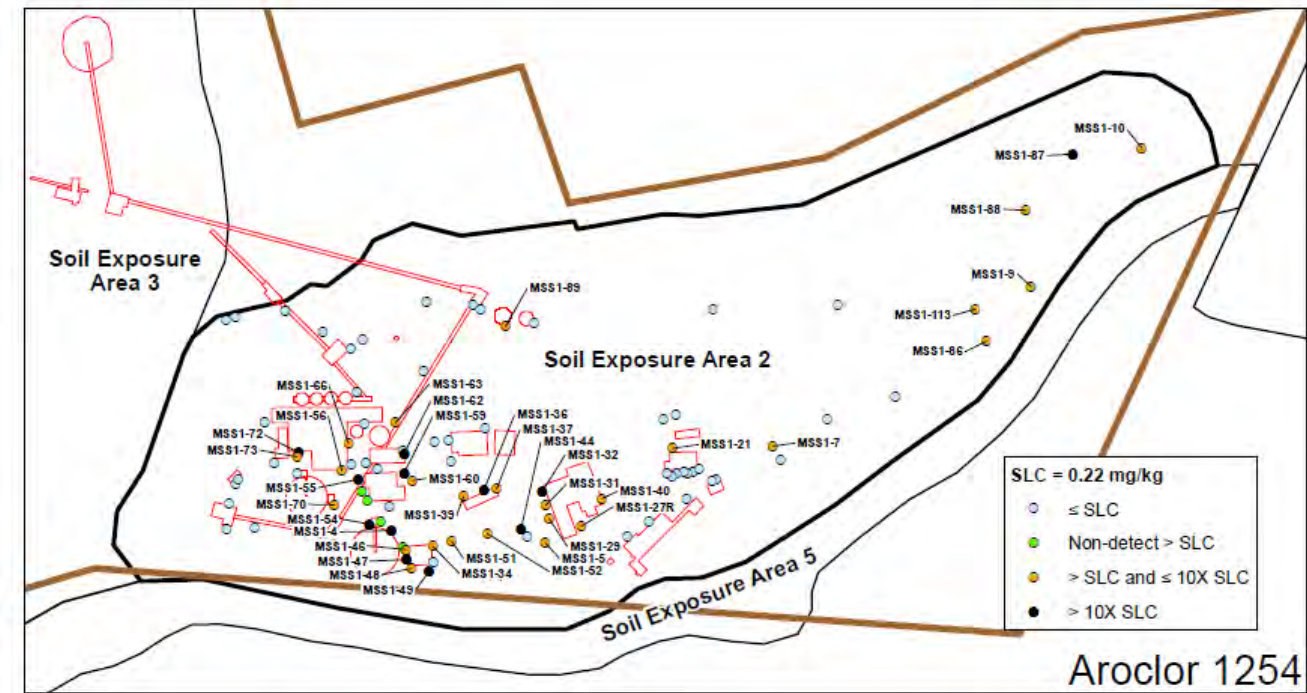 MSS1-10
MSS1-87
MSS1-88
Soil Exposure
Area 3
MSS1-9
MSS1-89
MSS1-113
MSS1-86
Soil Exposure Area 2
MSS1-66
MSS1-63
MSS1-56
MSS1-62
MSS1-59
MSS1-36
MSS1-37
MSS1-72
MSS1-44
MSS1-73
MSS1-32
MSS1-21
MSS1-7
MSS1-55
MSS1-60
MSS1-31
MSS1-40
MSS1-70
MSS1-39
MSS1-27R
MSS1-54
MSS1-4
MSS1-46
MSS1-29
MSS1-47
MSS1-51
MSS1-5
MSS1-48
MSS1-34
MSS1-52
MSS1-49
Soil Exposure Area 5
SLC = 0.22 mg/kg
≤ SLC
Non-detect > SLC
> SLC and ≤ 10X SLC
> 10X SLC
Aroclor 1254